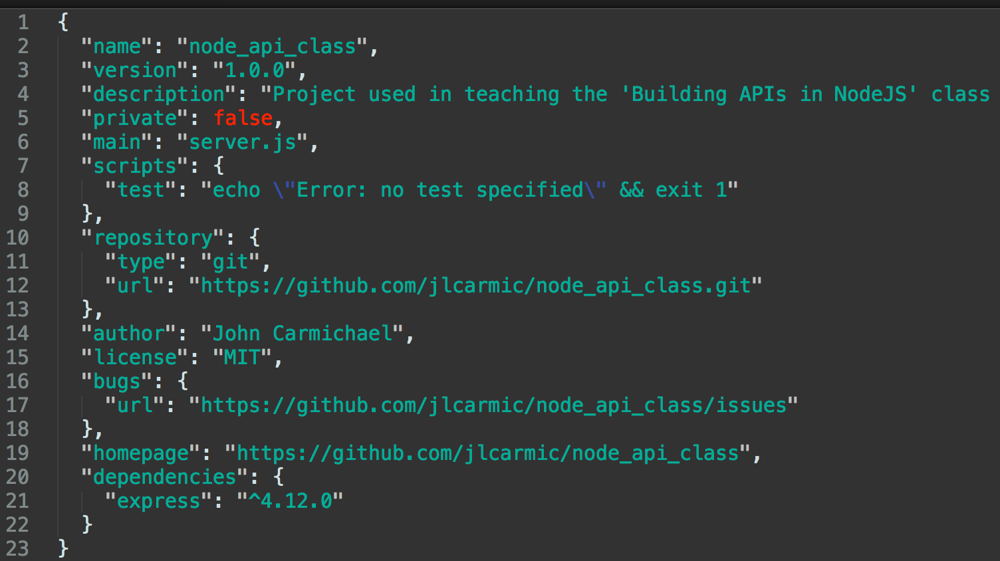 1 {
2 "name": "node_api_class",
3 "version": "1.0.0",
4 "description": "Project used in teaching the 'Building APIs in NodeJS' class
5 "private": false,
6 "main": "server.js",
7 "scripts": {
8 "test": "echo \"Error: no test specified\" && exit 1"
9 },
10 "repository": {
11 "type": "git",
12 "url": "https://github.com/jlcarmic/node_api_class.git"
13 },
14 "author": "John Carmichael",
15 "license": "MIT",
16 "bugs": {
17 "url": "https://github.com/jlcarmic/node_api_class/issues"
18 },
19 "homepage": "https://github.com/jlcarmic/node_api_class",
20 "dependencies": {
21 "express": "^4.12.0"
22 }
23 }